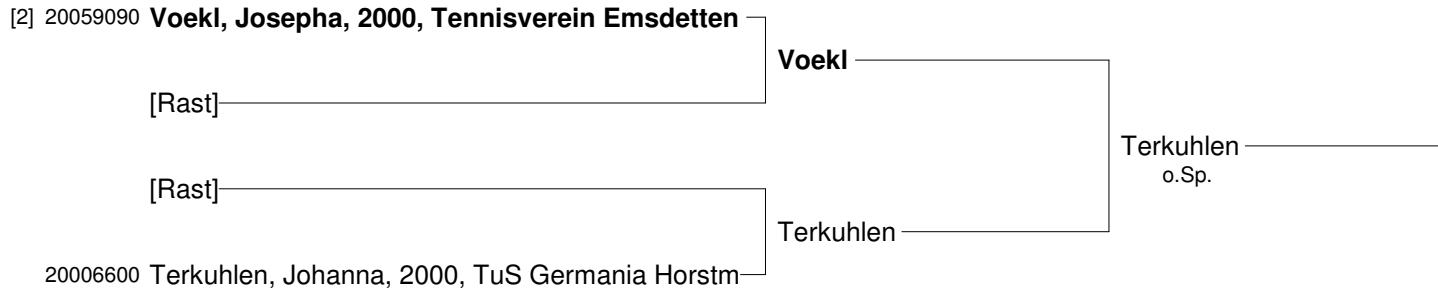 [2] 20059090 Voekl, Josepha, 2000, Tennisverein Emsdetten
Voekl
[Rast]
Terkuhlen
o.Sp.
[Rast]
Terkuhlen
20006600 Terkuhlen, Johanna, 2000, TuS Germania Horstm